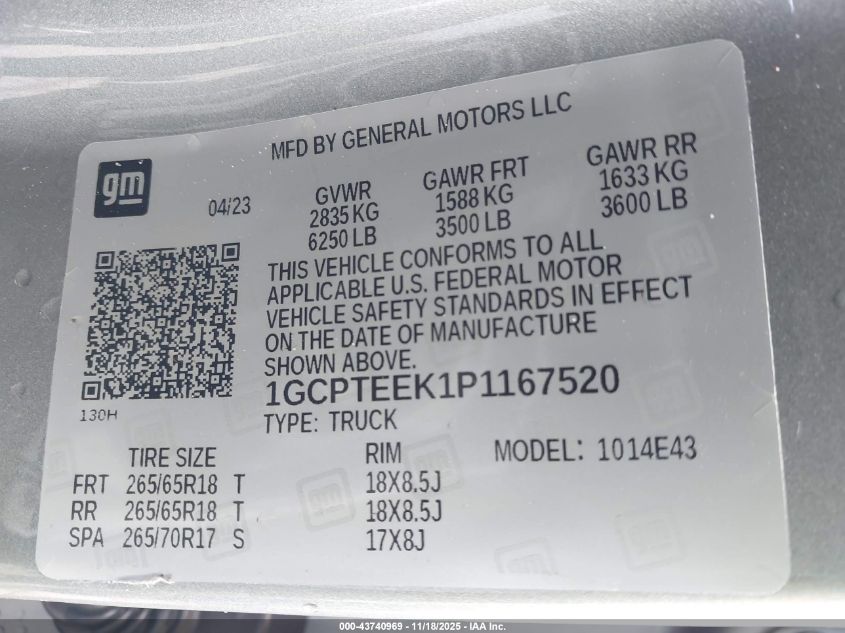 MFD BY GENERAL MOTORS LLC
gm
04/23
GVWR
2835 KG
6250 LB
GAWR FRT
1588 KG
3500 LB
GAWR RR
1633 KG
3600 LB
THIS VEHICLE CONFORMS TO ALL
APPLICABLE U.S. FEDERAL MOTOR
VEHICLE SAFETY STANDARDS IN EFFECT
ON THE DATE OF MANUFACTURE
SHOWN ABOVE.
1GCPTEEK1P1167520
130H
TYPE: TRUCK
MODEL: 1014E43
TIRE SIZE RIM
FRT 265/65R18 T 18X8.5J
RR 265/65R18 T 18X8.5J
SPA 265/70R17 S 17X8J
000-43740969 - 11/18/2025 - IAA Inc.